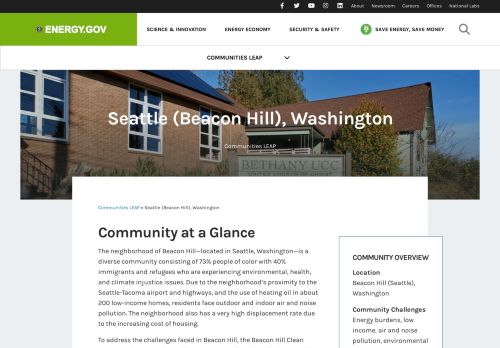 About Newsroom Careers Offices National Labs
ENERGY.GOV
SCIENCE & INNOVATION ENERGY ECONOMY SECURITY & SAFETY SAVE ENERGY, SAVE MONEY
COMMUNITIES LEAP
Seattle (Beacon Hill), Washington
Communities LEAP
BETHANY UCC
UNITED CHURCH OF CHRIST
Communities LEAP » Seattle (Beacon Hill), Washington
Community at a Glance
The neighborhood of Beacon Hill—located in Seattle, Washington—is a
diverse community consisting of 73% people of color with 40%
immigrants and refugees who are experiencing environmental, health,
and climate injustice issues. Due to the neighborhood's proximity to the
Seattle-Tacoma airport and highways, and the use of heating oil in about
200 low-income homes, residents face outdoor and indoor air and noise
pollution. The neighborhood also has a very high displacement rate due
to the increasing cost of housing.
To address the challenges faced in Beacon Hill, the Beacon Hill Clean
COMMUNITY OVERVIEW
Location
Beacon Hill (Seattle),
Washington
Community Challenges
Energy burdens, low
income, air and noise
pollution, environmental